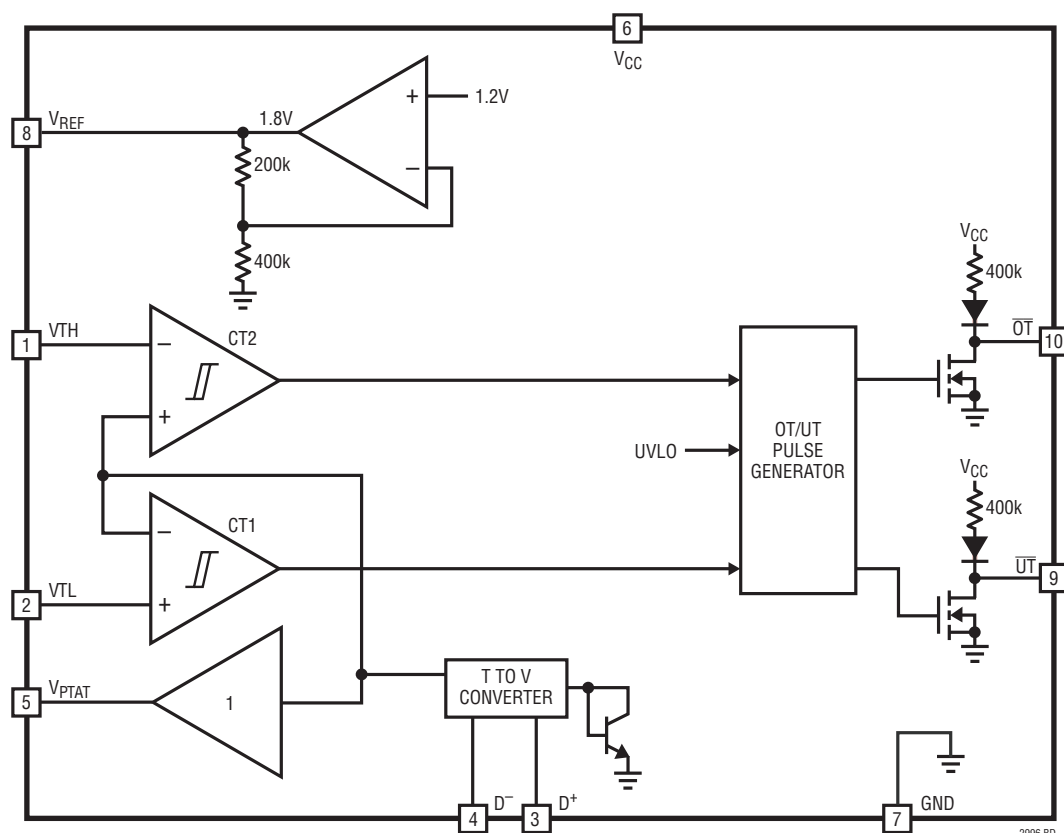 6
VCC
8
VREF
1.8V
+
1.2V
200k
−
400k
VCC
400k
1
VTH
−
CT2
+
OT
10
OT/UT
PULSE
GENERATOR
UVLO
VCC
400k
−
CT1
UT
9
2
VTL
+
5
VPTAT
1
T TO V
CONVERTER
4
D−
3
D+
7
GND
2996 BD